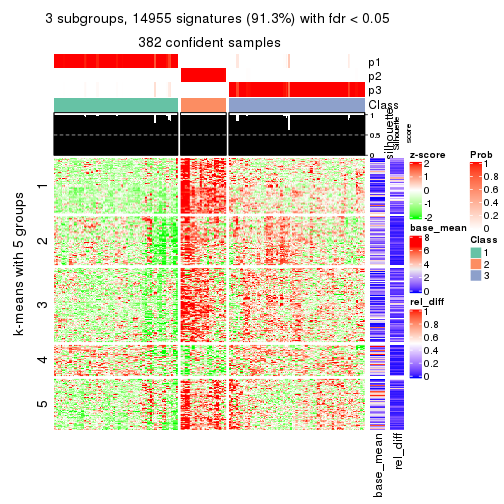 3 subgroups, 14955 signatures (91.3%) with fdr < 0.05
382 confident samples
p1
p2
p3
Class
1
0.5
0
silhouette
Silhouette
score
k-means with 5 groups
1
2
3
4
5
base_mean
rel_diff
z-score
2
1
0
-1
-2
base_mean
8
6
4
2
0
rel_diff
1
0.8
0.6
0.4
0.2
0
Prob
1
0.8
0.6
0.4
0.2
0
Class
1
2
3